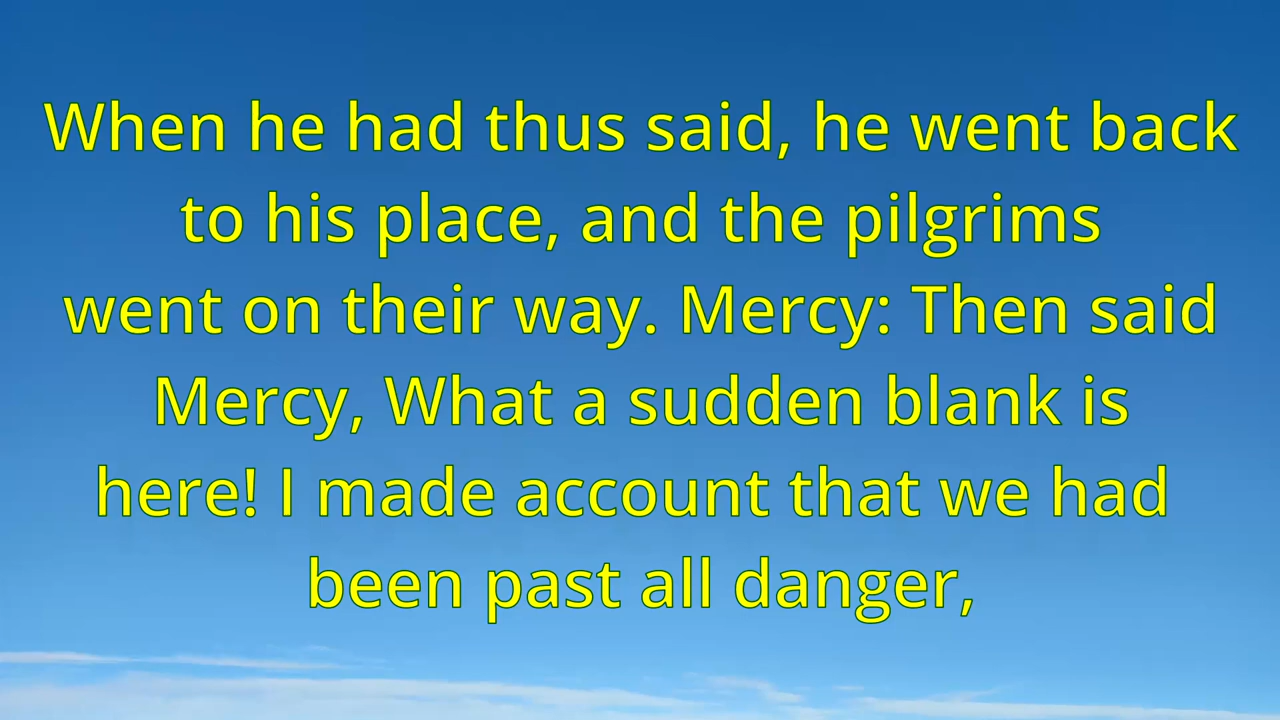 When he had thus said, he went back
to his place, and the pilgrims
went on their way. Mercy: Then said
Mercy, What a sudden blank is
here! I made account that we had
been past all danger,